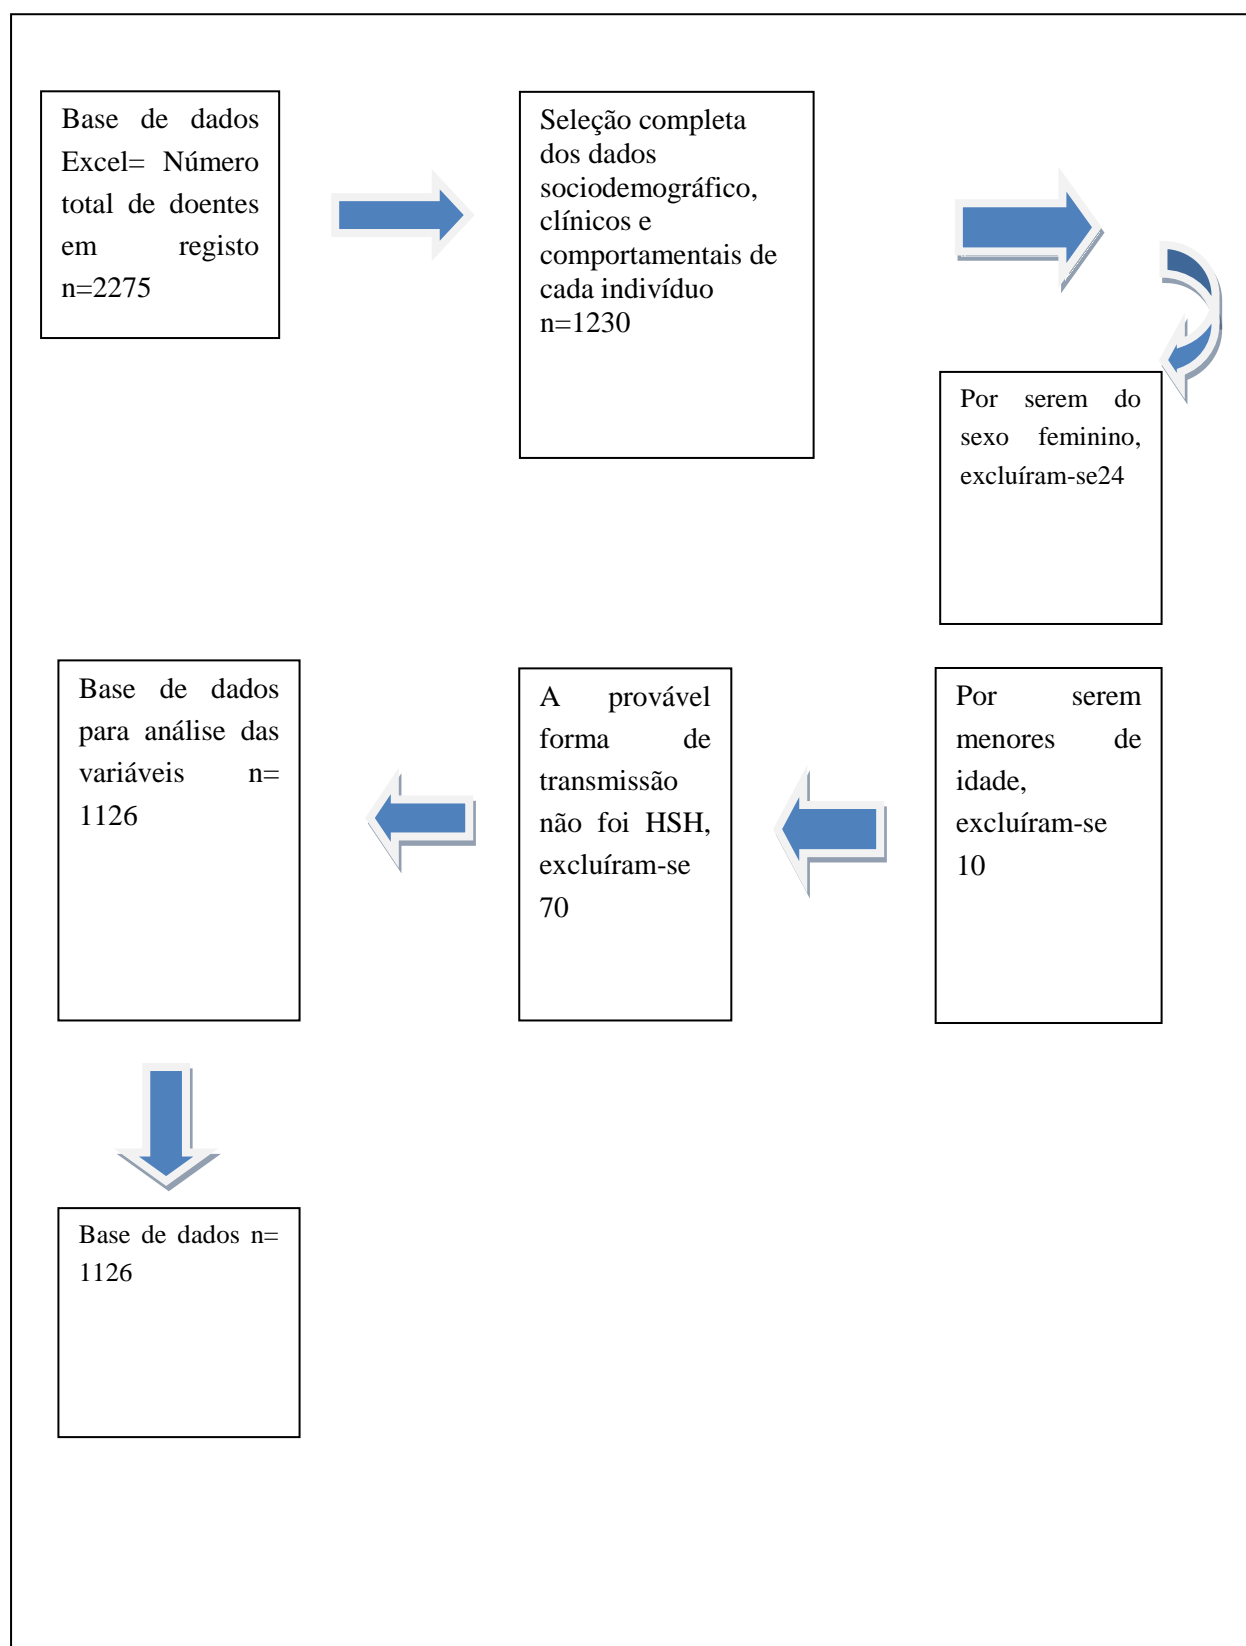 Base de dados
Excel= Número
total de doentes
em registo
n=2275
Seleção completa
dos dados
sociodemográfico,
clínicos e
comportamentais de
cada indivíduo
n=1230
Por serem do
sexo feminino,
excluíram-se24
Por serem
menores de
idade,
excluíram-se
10
A provável
forma de
transmissão
não foi HSH,
excluíram-se
70
Base de dados
para análise das
variáveis n=
1126
Base de dados n=
1126